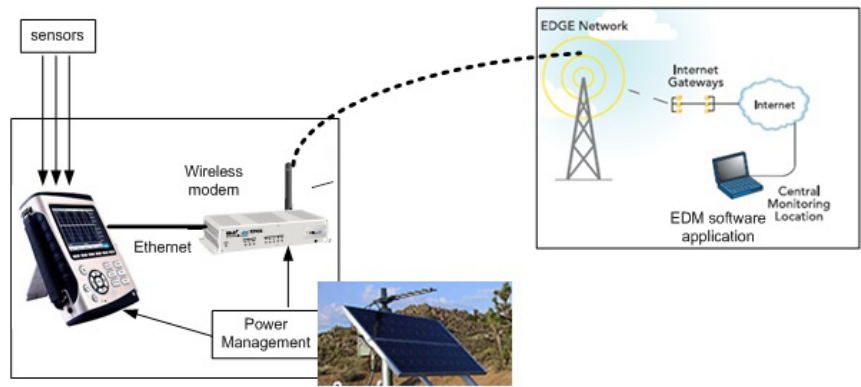 sensors
EDGE Network
Internet
Gateways
Internet
Wireless
modem
Ethernet
Central
Monitoring
Location
EDM software
application
Power
Management